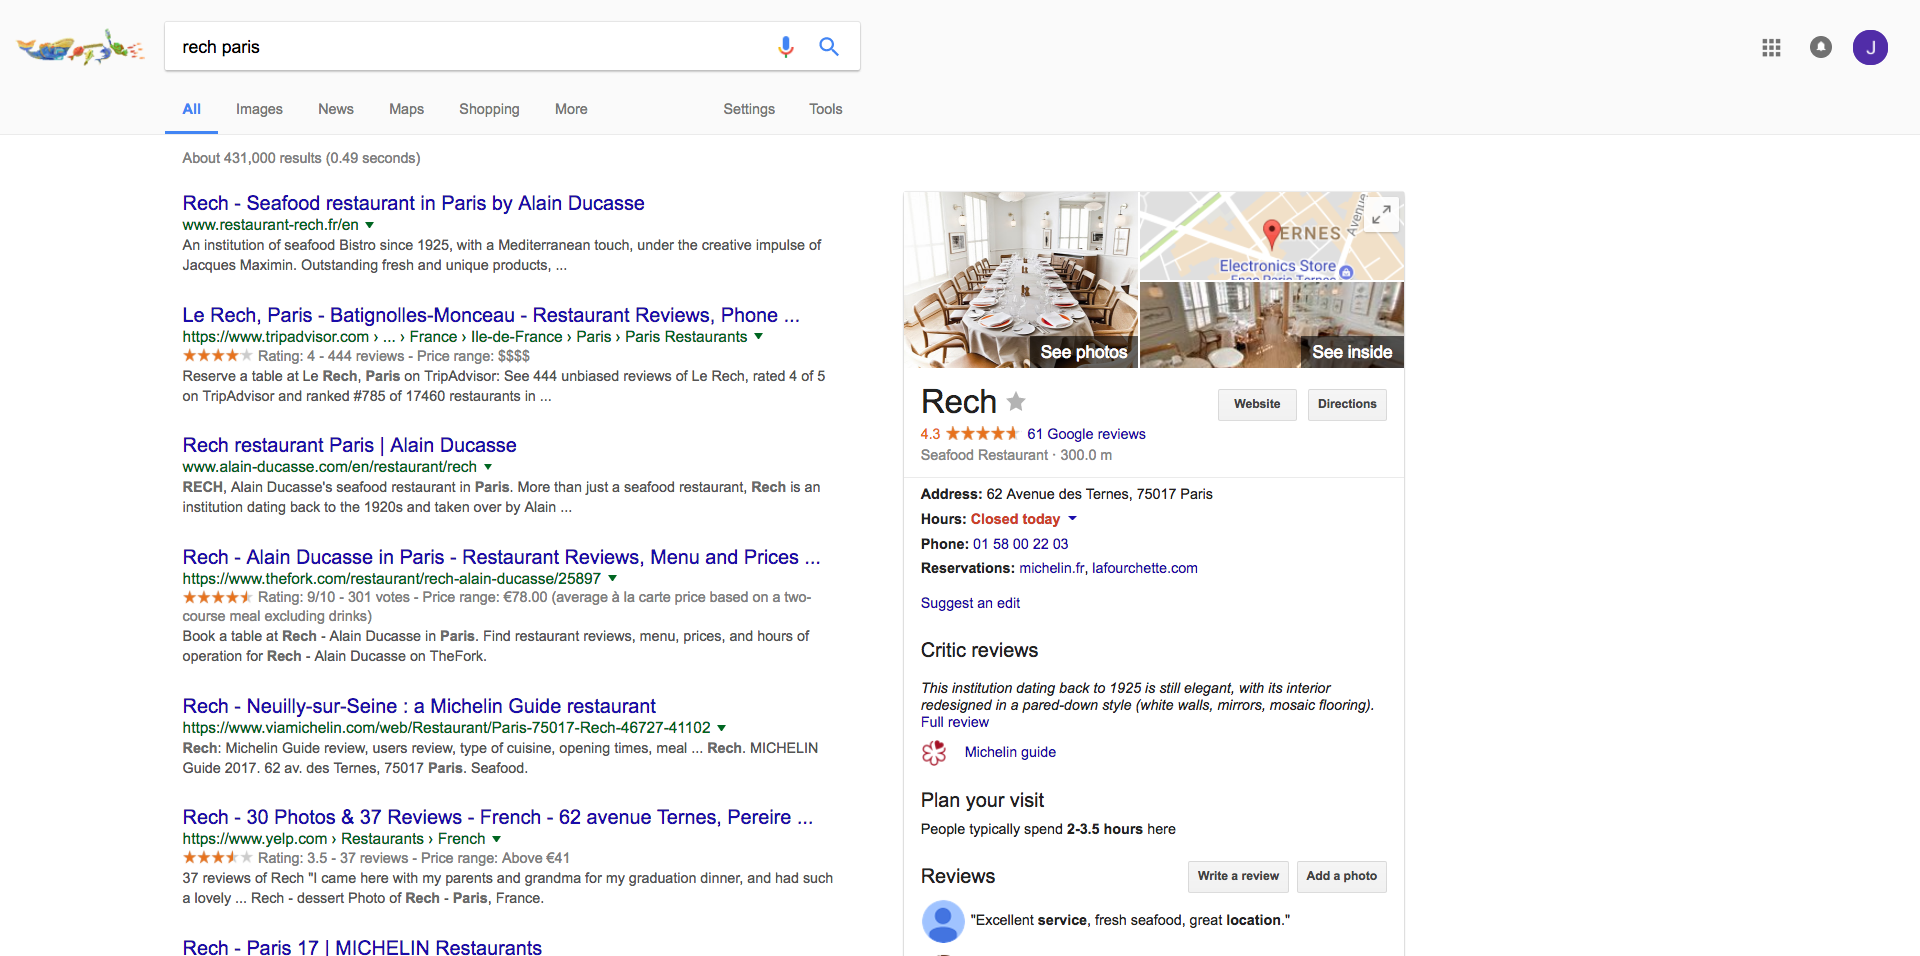 rech paris
J
All Images News Maps Shopping More Settings Tools
About 431,000 results (0.49 seconds)
Rech - Seafood restaurant in Paris by Alain Ducasse
www.restaurant-rech.fr/en
An institution of seafood Bistro since 1925, with a Mediterranean touch, under the creative impulse of
Jacques Maximin. Outstanding fresh and unique products, ...
Le Rech, Paris - Batignolles-Monceau - Restaurant Reviews, Phone ...
https://www.tripadvisor.com › ... › France › Ile-de-France › Paris › Paris Restaurants
Rating: 4 - 444 reviews - Price range: $$$$
Reserve a table at Le Rech, Paris on TripAdvisor: See 444 unbiased reviews of Le Rech, rated 4 of 5
on TripAdvisor and ranked #785 of 17460 restaurants in ...
Rech restaurant Paris | Alain Ducasse
www.alain-ducasse.com/en/restaurant/rech
RECH, Alain Ducasse's seafood restaurant in Paris. More than just a seafood restaurant, Rech is an
institution dating back to the 1920s and taken over by Alain ...
Rech - Alain Ducasse in Paris - Restaurant Reviews, Menu and Prices ...
https://www.thefork.com/restaurant/rech-alain-ducasse/25897
Rating: 9/10 - 301 votes - Price range: €78.00 (average à la carte price based on a two-
course meal excluding drinks)
Book a table at Rech - Alain Ducasse in Paris. Find restaurant reviews, menu, prices, and hours of
operation for Rech - Alain Ducasse on TheFork.
Rech - Neuilly-sur-Seine : a Michelin Guide restaurant
https://www.viamichelin.com/web/Restaurant/Paris-75017-Rech-46727-41102
Rech: Michelin Guide review, users review, type of cuisine, opening times, meal ... Rech. MICHELIN
Guide 2017. 62 av. des Ternes, 75017 Paris. Seafood.
Rech - 30 Photos & 37 Reviews - French - 62 avenue Ternes, Pereire ...
https://www.yelp.com › Restaurants › French
Rating: 3.5 - 37 reviews - Price range: Above €41
37 reviews of Rech "I came here with my parents and grandma for my graduation dinner, and had such
a lovely ... Rech - dessert Photo of Rech - Paris, France.
Rech - Paris 17 | MICHELIN Restaurants
Avenue
ERNES
Electronics Store
Fnac Paris Ternes
See photos
See inside
Rech
Website
Directions
4.3 61 Google reviews
Seafood Restaurant · 300.0 m
Address: 62 Avenue des Ternes, 75017 Paris
Hours: Closed today
Phone: 01 58 00 22 03
Reservations: michelin.fr, lafourchette.com
Suggest an edit
Critic reviews
This institution dating back to 1925 is still elegant, with its interior
redesigned in a pared-down style (white walls, mirrors, mosaic flooring).
Full review
Michelin guide
Plan your visit
People typically spend 2-3.5 hours here
Reviews
Write a review
Add a photo
"Excellent service, fresh seafood, great location."